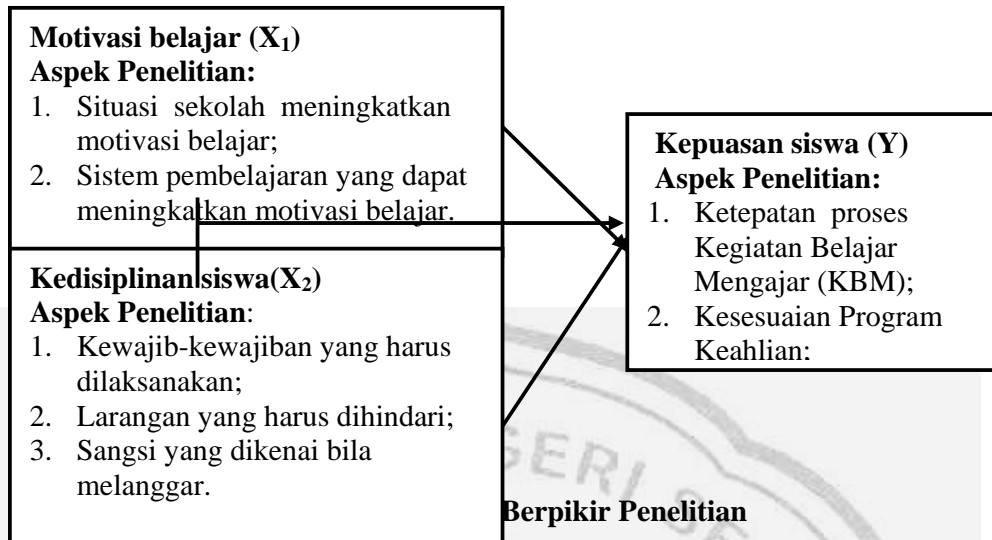 Motivasi belajar (X1)
Aspek Penelitian:
1. Situasi sekolah meningkatkan
motivasi belajar;
2. Sistem pembelajaran yang dapat
meningkatkan motivasi belajar.
Kedisiplinan siswa(X2)
Aspek Penelitian:
1. Kewajib-kewajiban yang harus
dilaksanakan;
2. Larangan yang harus dihindari;
3. Sangsi yang dikenai bila
melanggar.
Kepuasan siswa (Y)
Aspek Penelitian:
1. Ketepatan proses
Kegiatan Belajar
Mengajar (KBM);
2. Kesesuaian Program
Keahlian:
Berpikir Penelitian